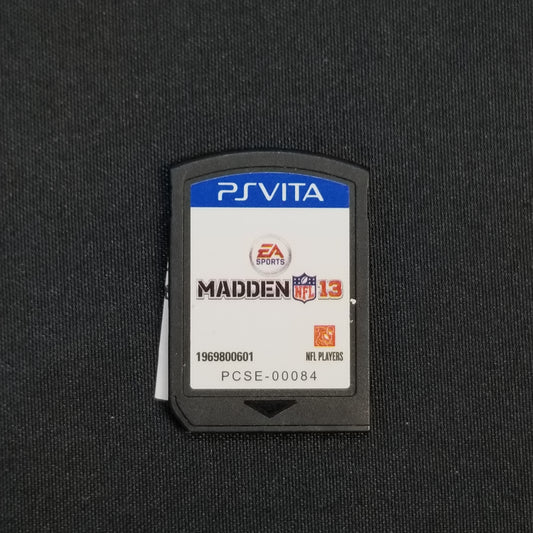 PSVITA
EA
SPORTS
MADDEN NFL 13
1969800601 NFL PLAYERS
PCSE-00084